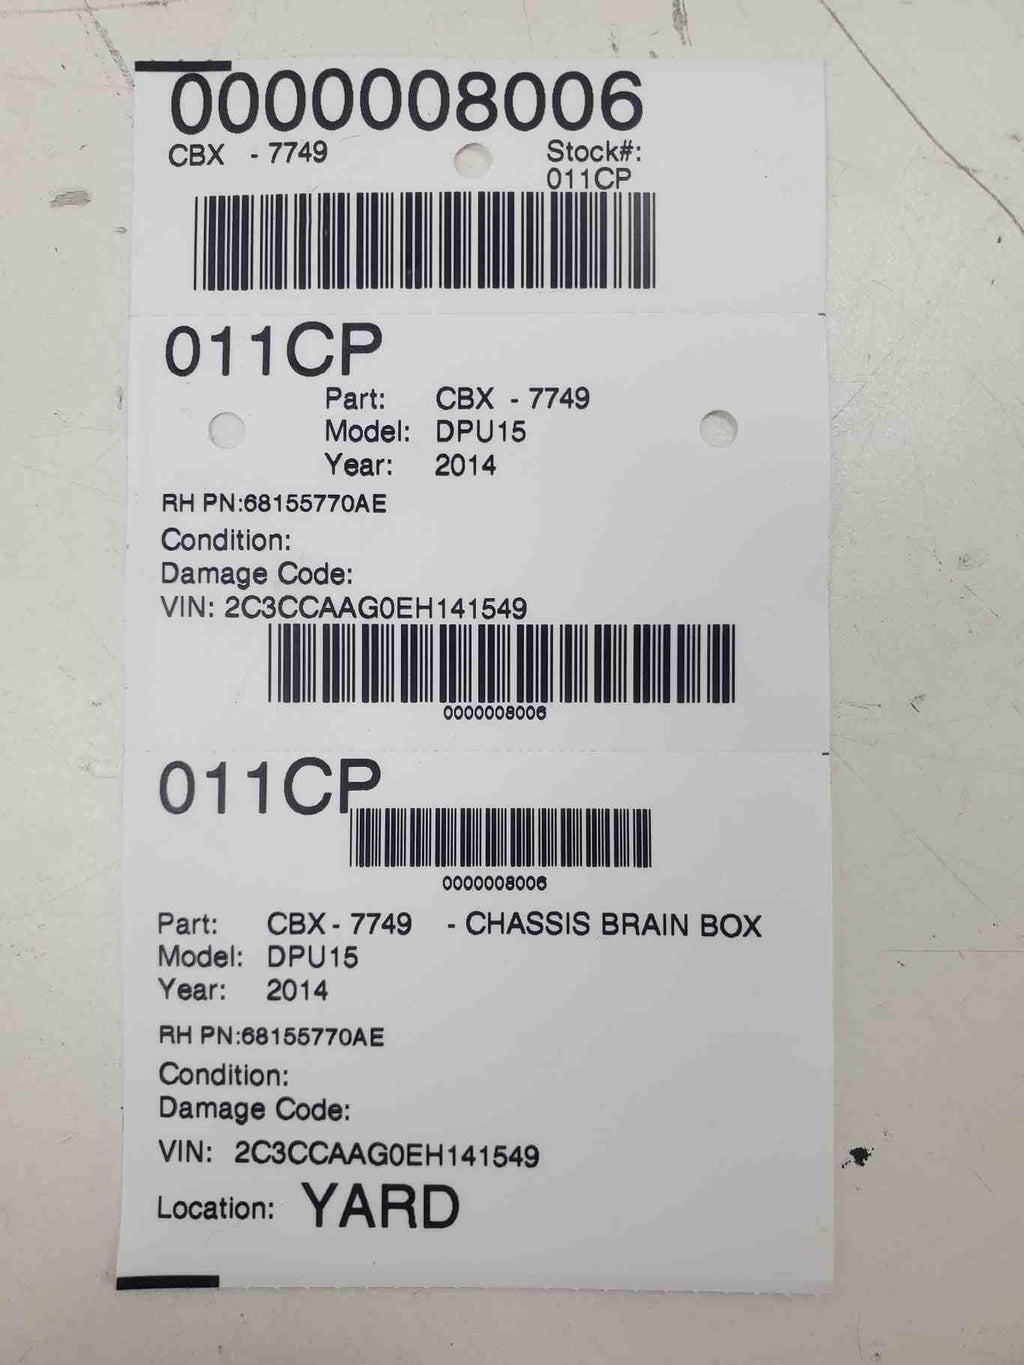 0000008006
CBX - 7749 Stock#:
011CP
011CP
Part: CBX - 7749
Model: DPU15
Year: 2014
RH PN:68155770AE
Condition:
Damage Code:
VIN: 2C3CCAAG0EH141549
0000008006
011CP
0000008006
Part: CBX - 7749 - CHASSIS BRAIN BOX
Model: DPU15
Year: 2014
RH PN:68155770AE
Condition:
Damage Code:
VIN: 2C3CCAAG0EH141549
Location: YARD